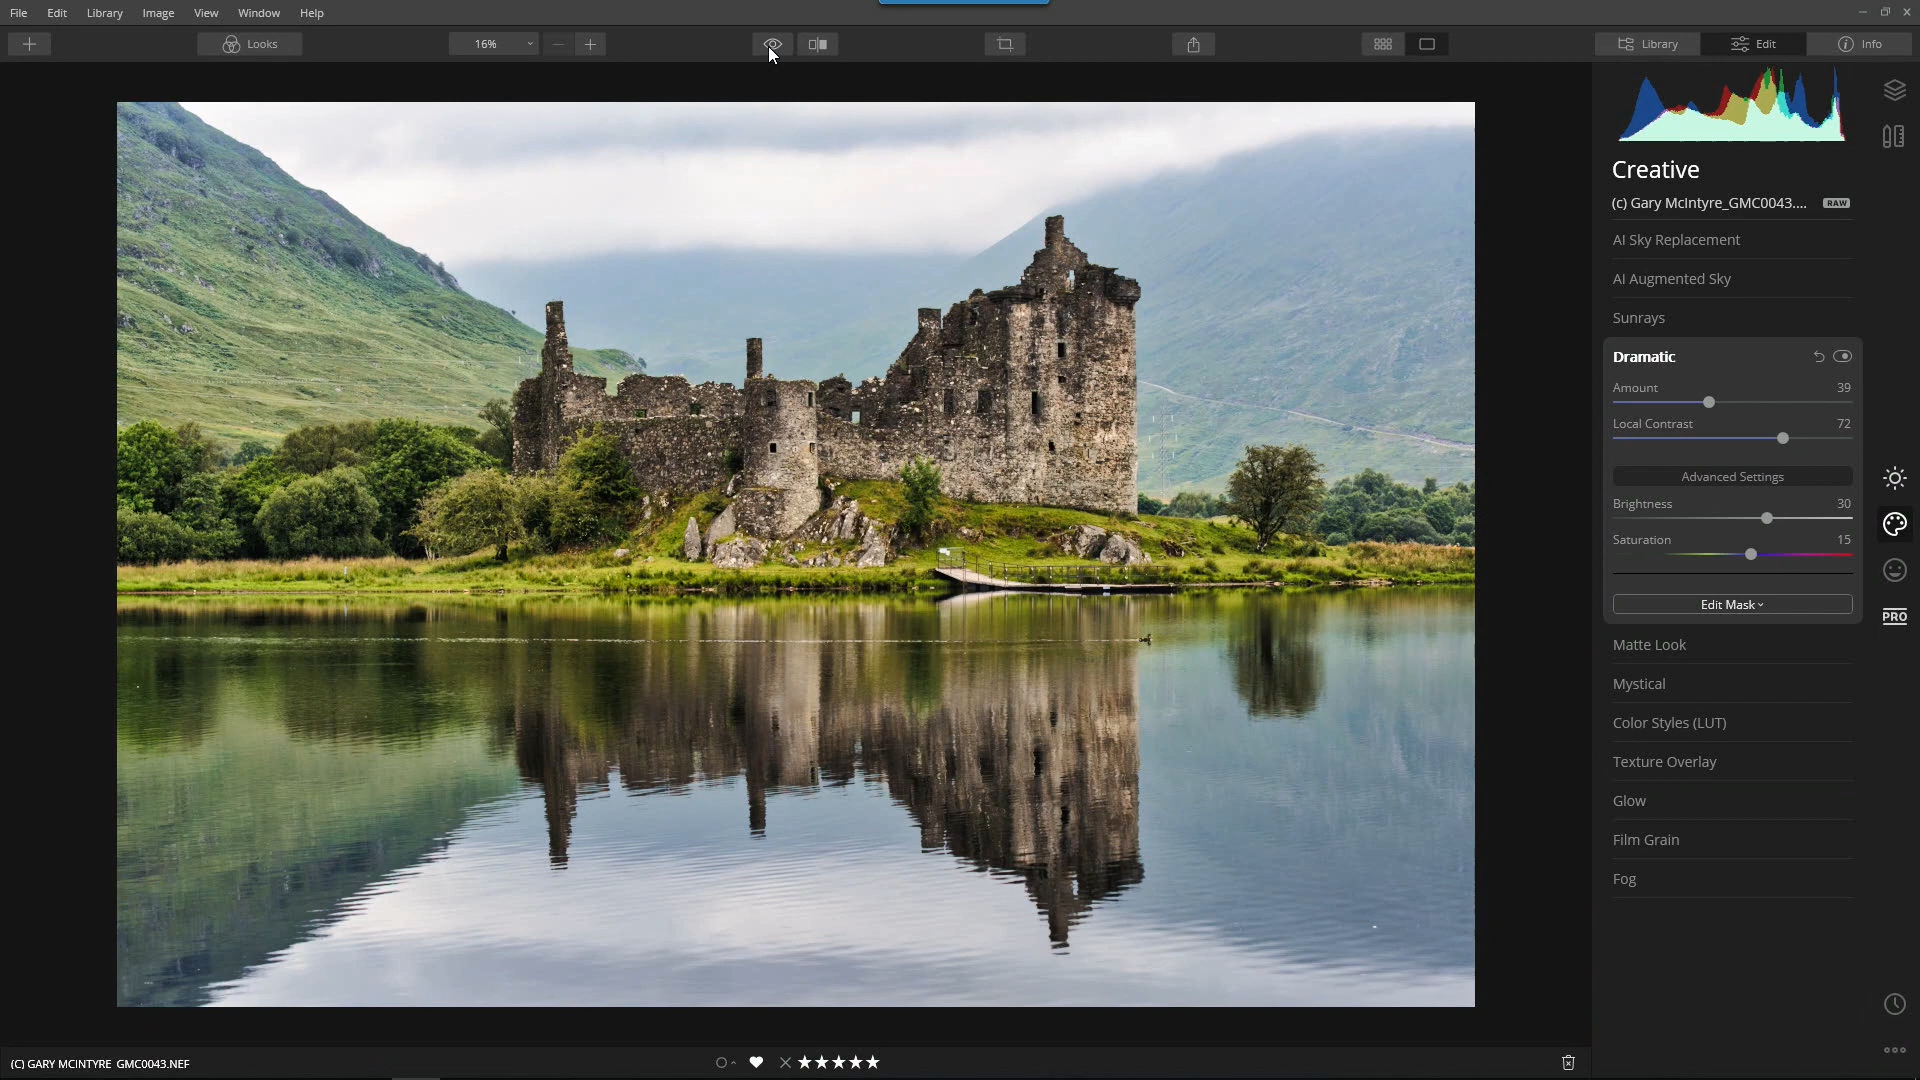 File Edit Library Image View Window Help
Looks 16% Library Edit Info
Creative
(c) Gary McIntyre_GMC0043.... RAW
AI Sky Replacement
AI Augmented Sky
Sunrays
Dramatic
Amount 39
Local Contrast 72
Advanced Settings
Brightness 30
Saturation 15
Edit Mask
PRO
Matte Look
Mystical
Color Styles (LUT)
Texture Overlay
Glow
Film Grain
Fog
(C) GARY MCINTYRE_GMC0043.NEF